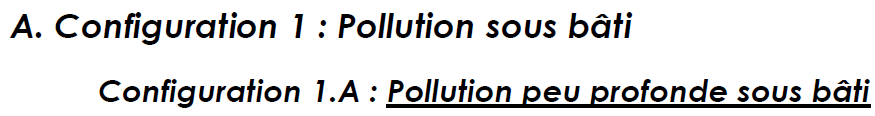 A. Configuration 1 : Pollution sous bâti
Configuration 1.A : Pollution peu profonde sous bâti